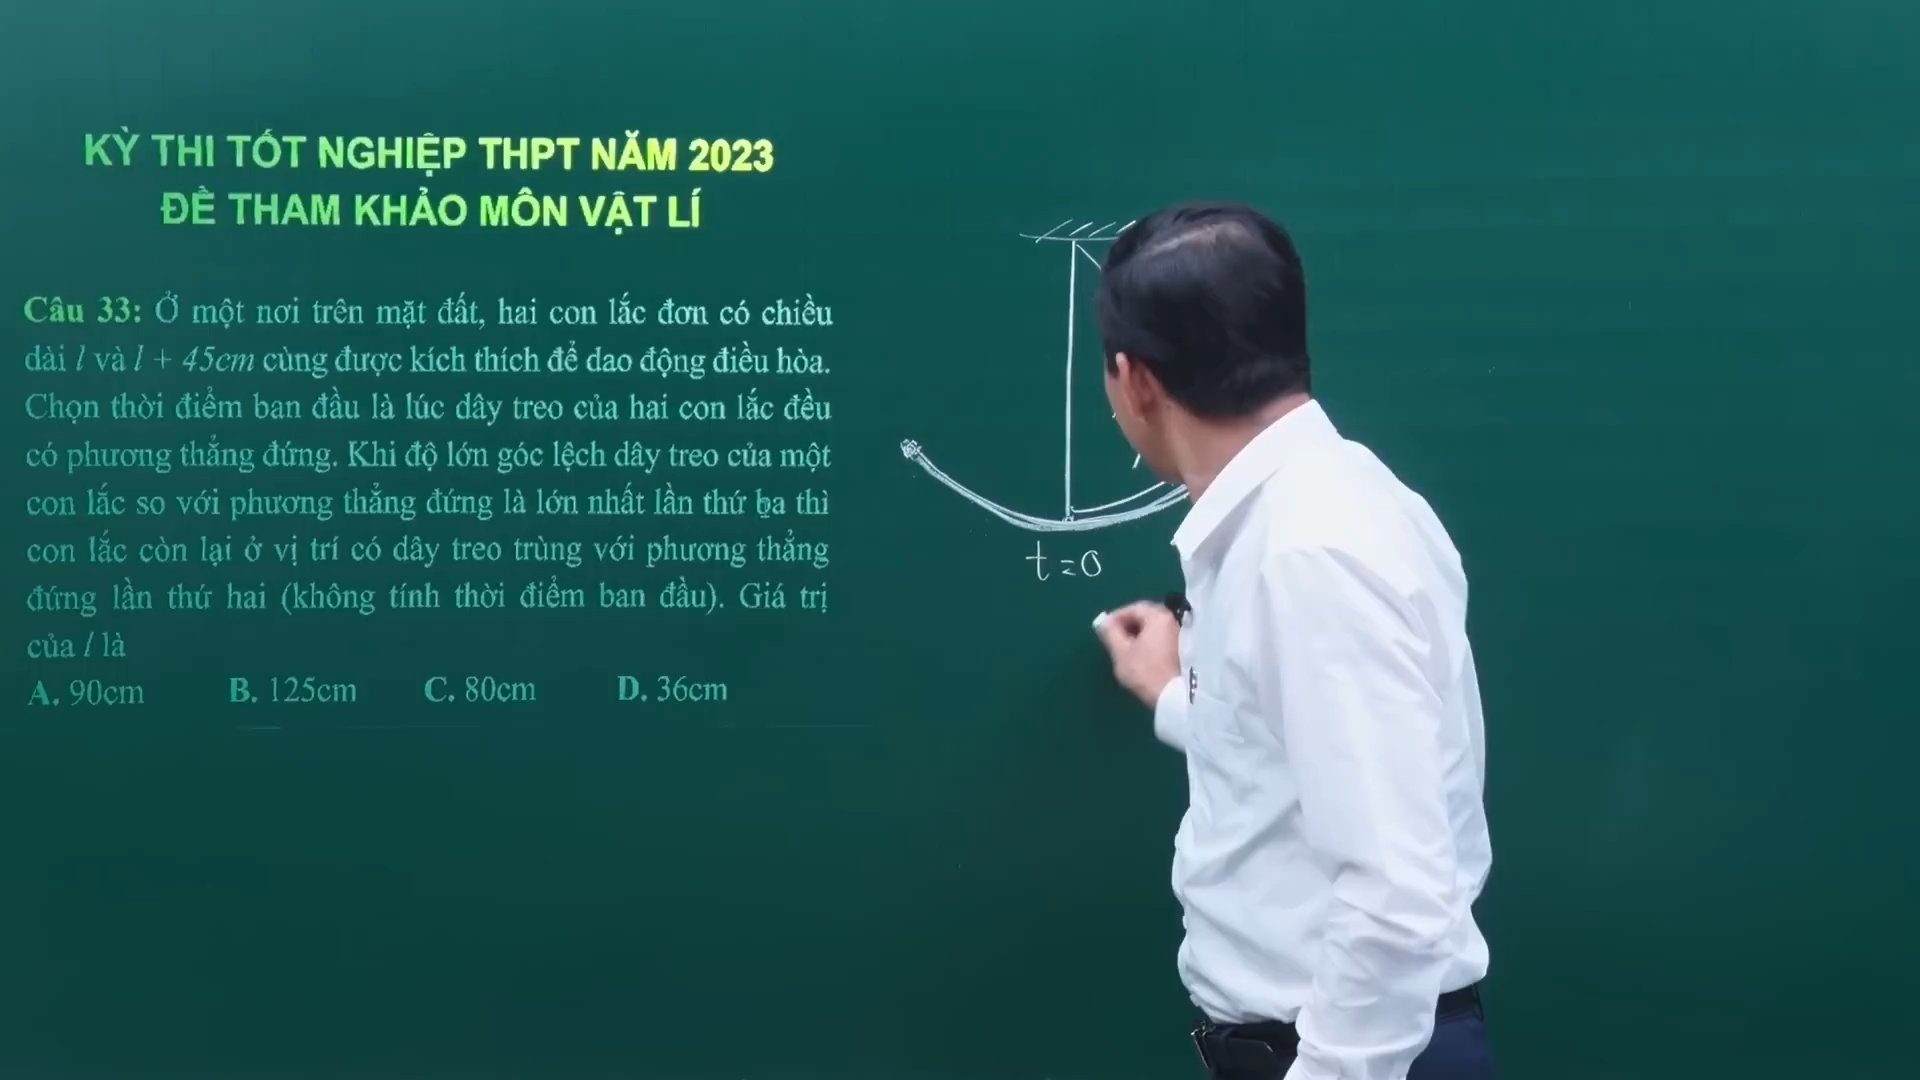 KỲ THI TỐT NGHIỆP THPT NĂM 2023
ĐỀ THAM KHẢO MÔN VẬT LÍ
Câu 33: Ở một nơi trên mặt đất, hai con lắc đơn có chiều
dài l và l + 45cm cùng được kích thích để dao động điều hòa.
Chọn thời điểm ban đầu là lúc dây treo của hai con lắc đều
có phương thẳng đứng. Khi độ lớn góc lệch dây treo của một
con lắc so với phương thẳng đứng là lớn nhất lần thứ ba thì
con lắc còn lại ở vị trí có dây treo trùng với phương thẳng
đứng lần thứ hai (không tính thời điểm ban đầu). Giá trị
của l là
A. 90cm B. 125cm C. 80cm D. 36cm
t = 0